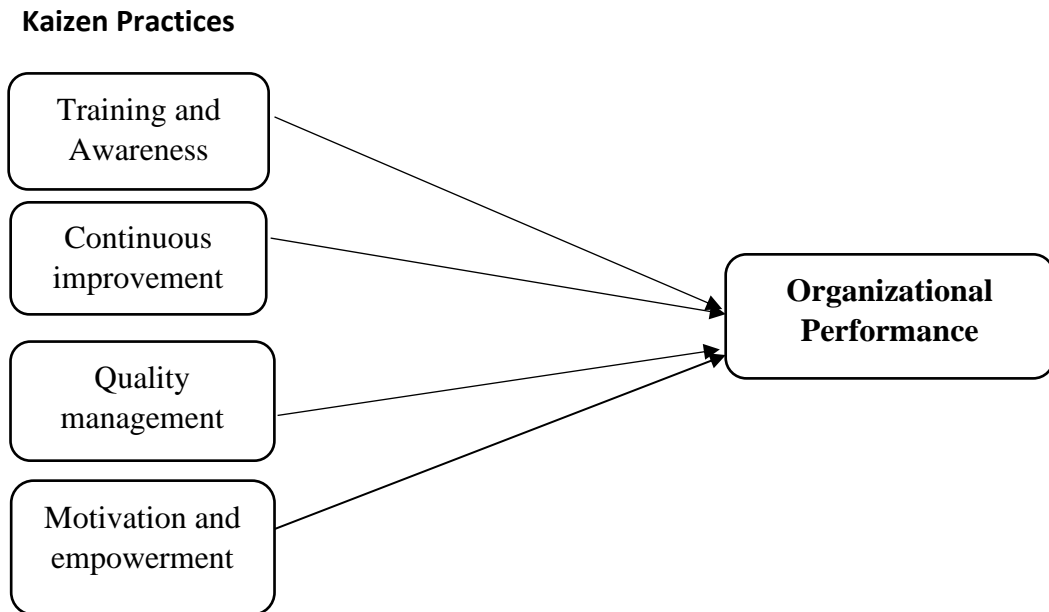 Kaizen Practices
Training and
Awareness
Continuous
improvement
Quality
management
Motivation and
empowerment
Organizational
Performance